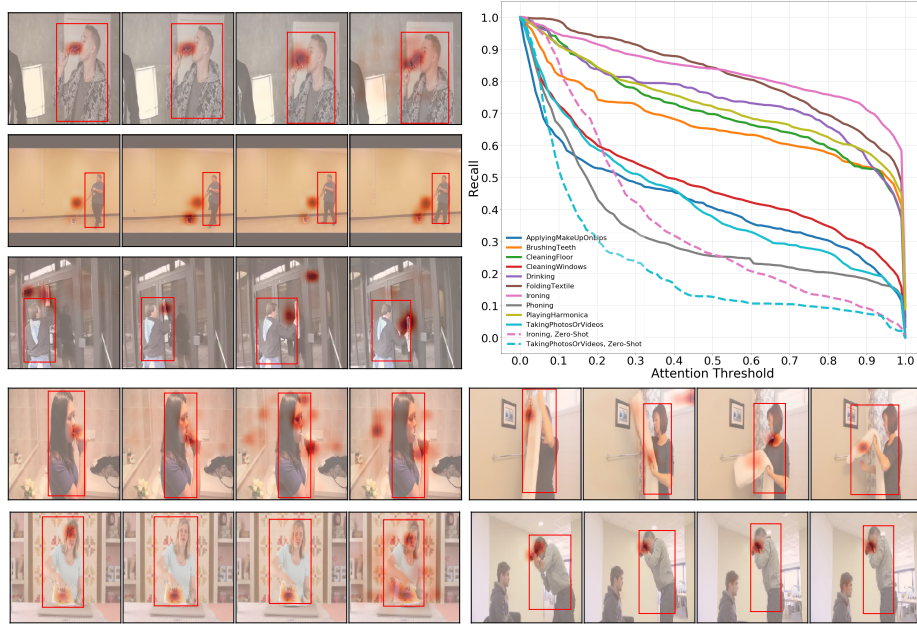 1.0
0.9
0.8
0.7
0.6
0.5
0.4
0.3
0.2
0.1
0.0
Recall
ApplyingMakeUpOnLips
BrushingTeeth
CleaningFloor
CleaningWindows
Drinking
FoldingTextile
Ironing
Phoning
PlayingHarmonica
TakingPhotosOrVideos
Ironing, Zero-Shot
TakingPhotosOrVideos, Zero-Shot
0.0 0.1 0.2 0.3 0.4 0.5 0.6 0.7 0.8 0.9 1.0
Attention Threshold